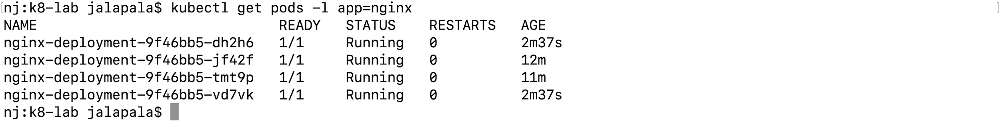 nj:k8-lab jalapala$ kubectl get pods -l app=nginx
NAME                               READY   STATUS    RESTARTS   AGE
nginx-deployment-9f46bb5-dh2h6   1/1     Running   0          2m37s
nginx-deployment-9f46bb5-jf42f   1/1     Running   0          12m
nginx-deployment-9f46bb5-tmt9p   1/1     Running   0          11m
nginx-deployment-9f46bb5-vd7vk   1/1     Running   0          2m37s
nj:k8-lab jalapala$